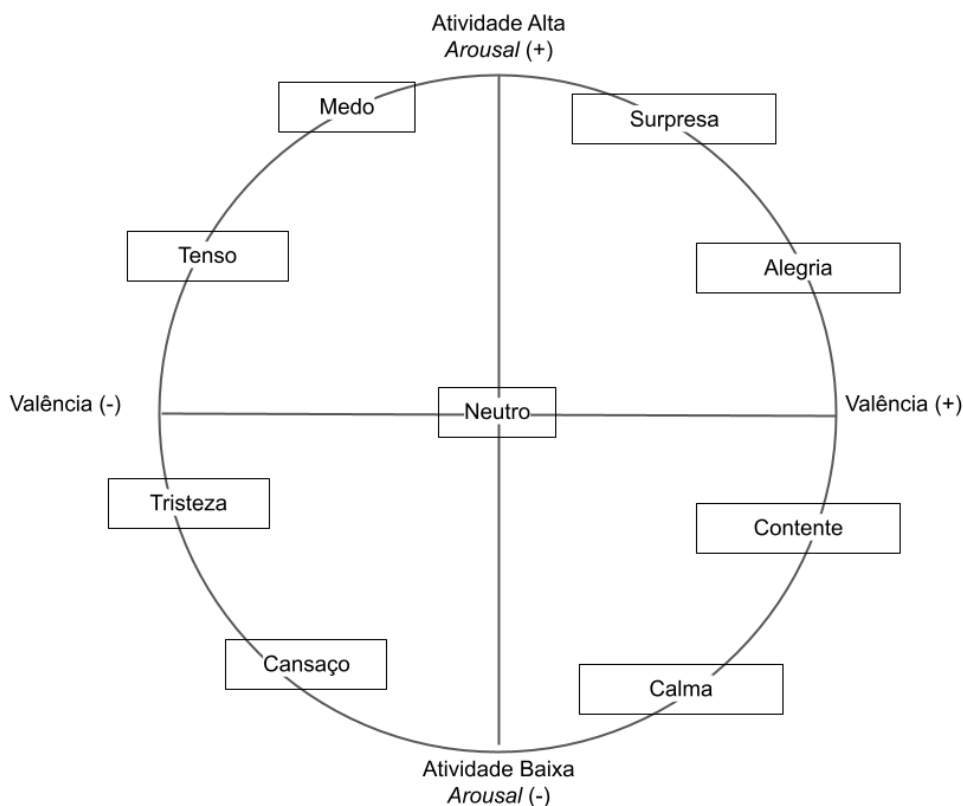 Atividade Alta
Arousal (+)
Medo
Surpresa
Tenso
Alegria
Valência (-)
Neutro
Valência (+)
Tristeza
Contente
Cansaço
Calma
Atividade Baixa
Arousal (-)